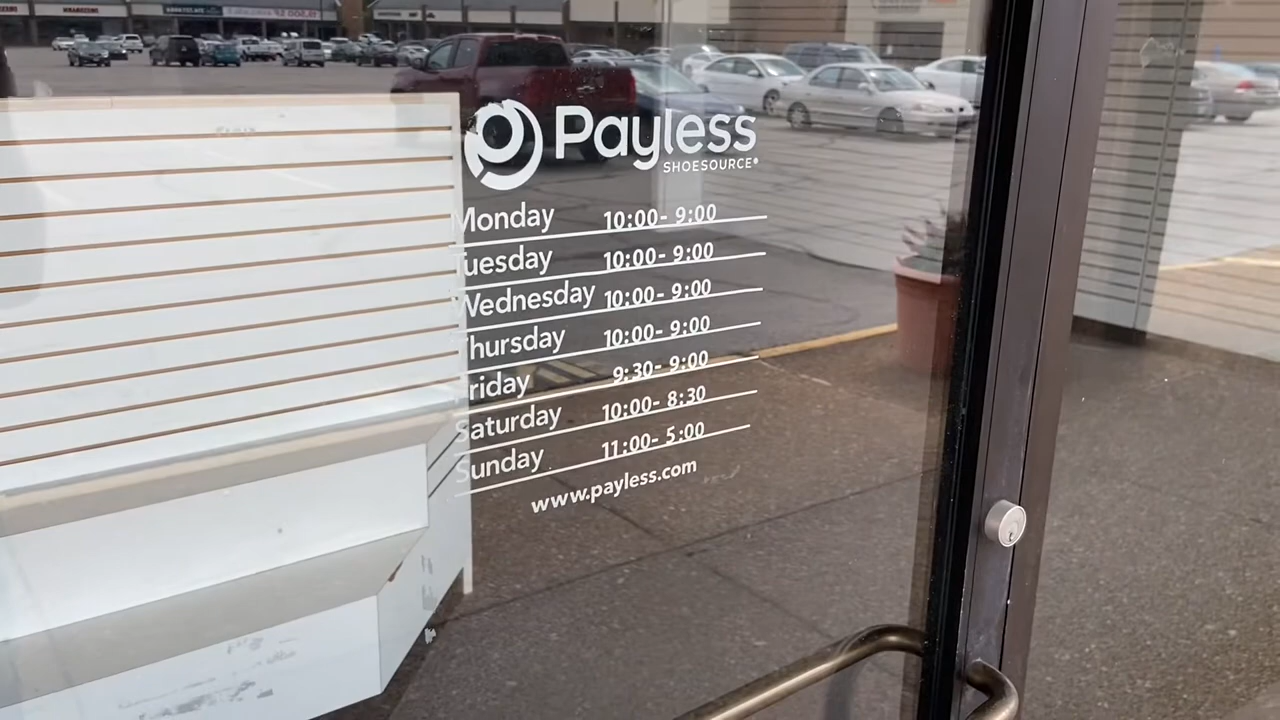 Payless
SHOESOURCE®
Monday 10:00- 9:00
Tuesday 10:00- 9:00
Wednesday 10:00- 9:00
Thursday 10:00- 9:00
Friday 9:30- 9:00
Saturday 10:00- 8:30
Sunday 11:00- 5:00
www.payless.com